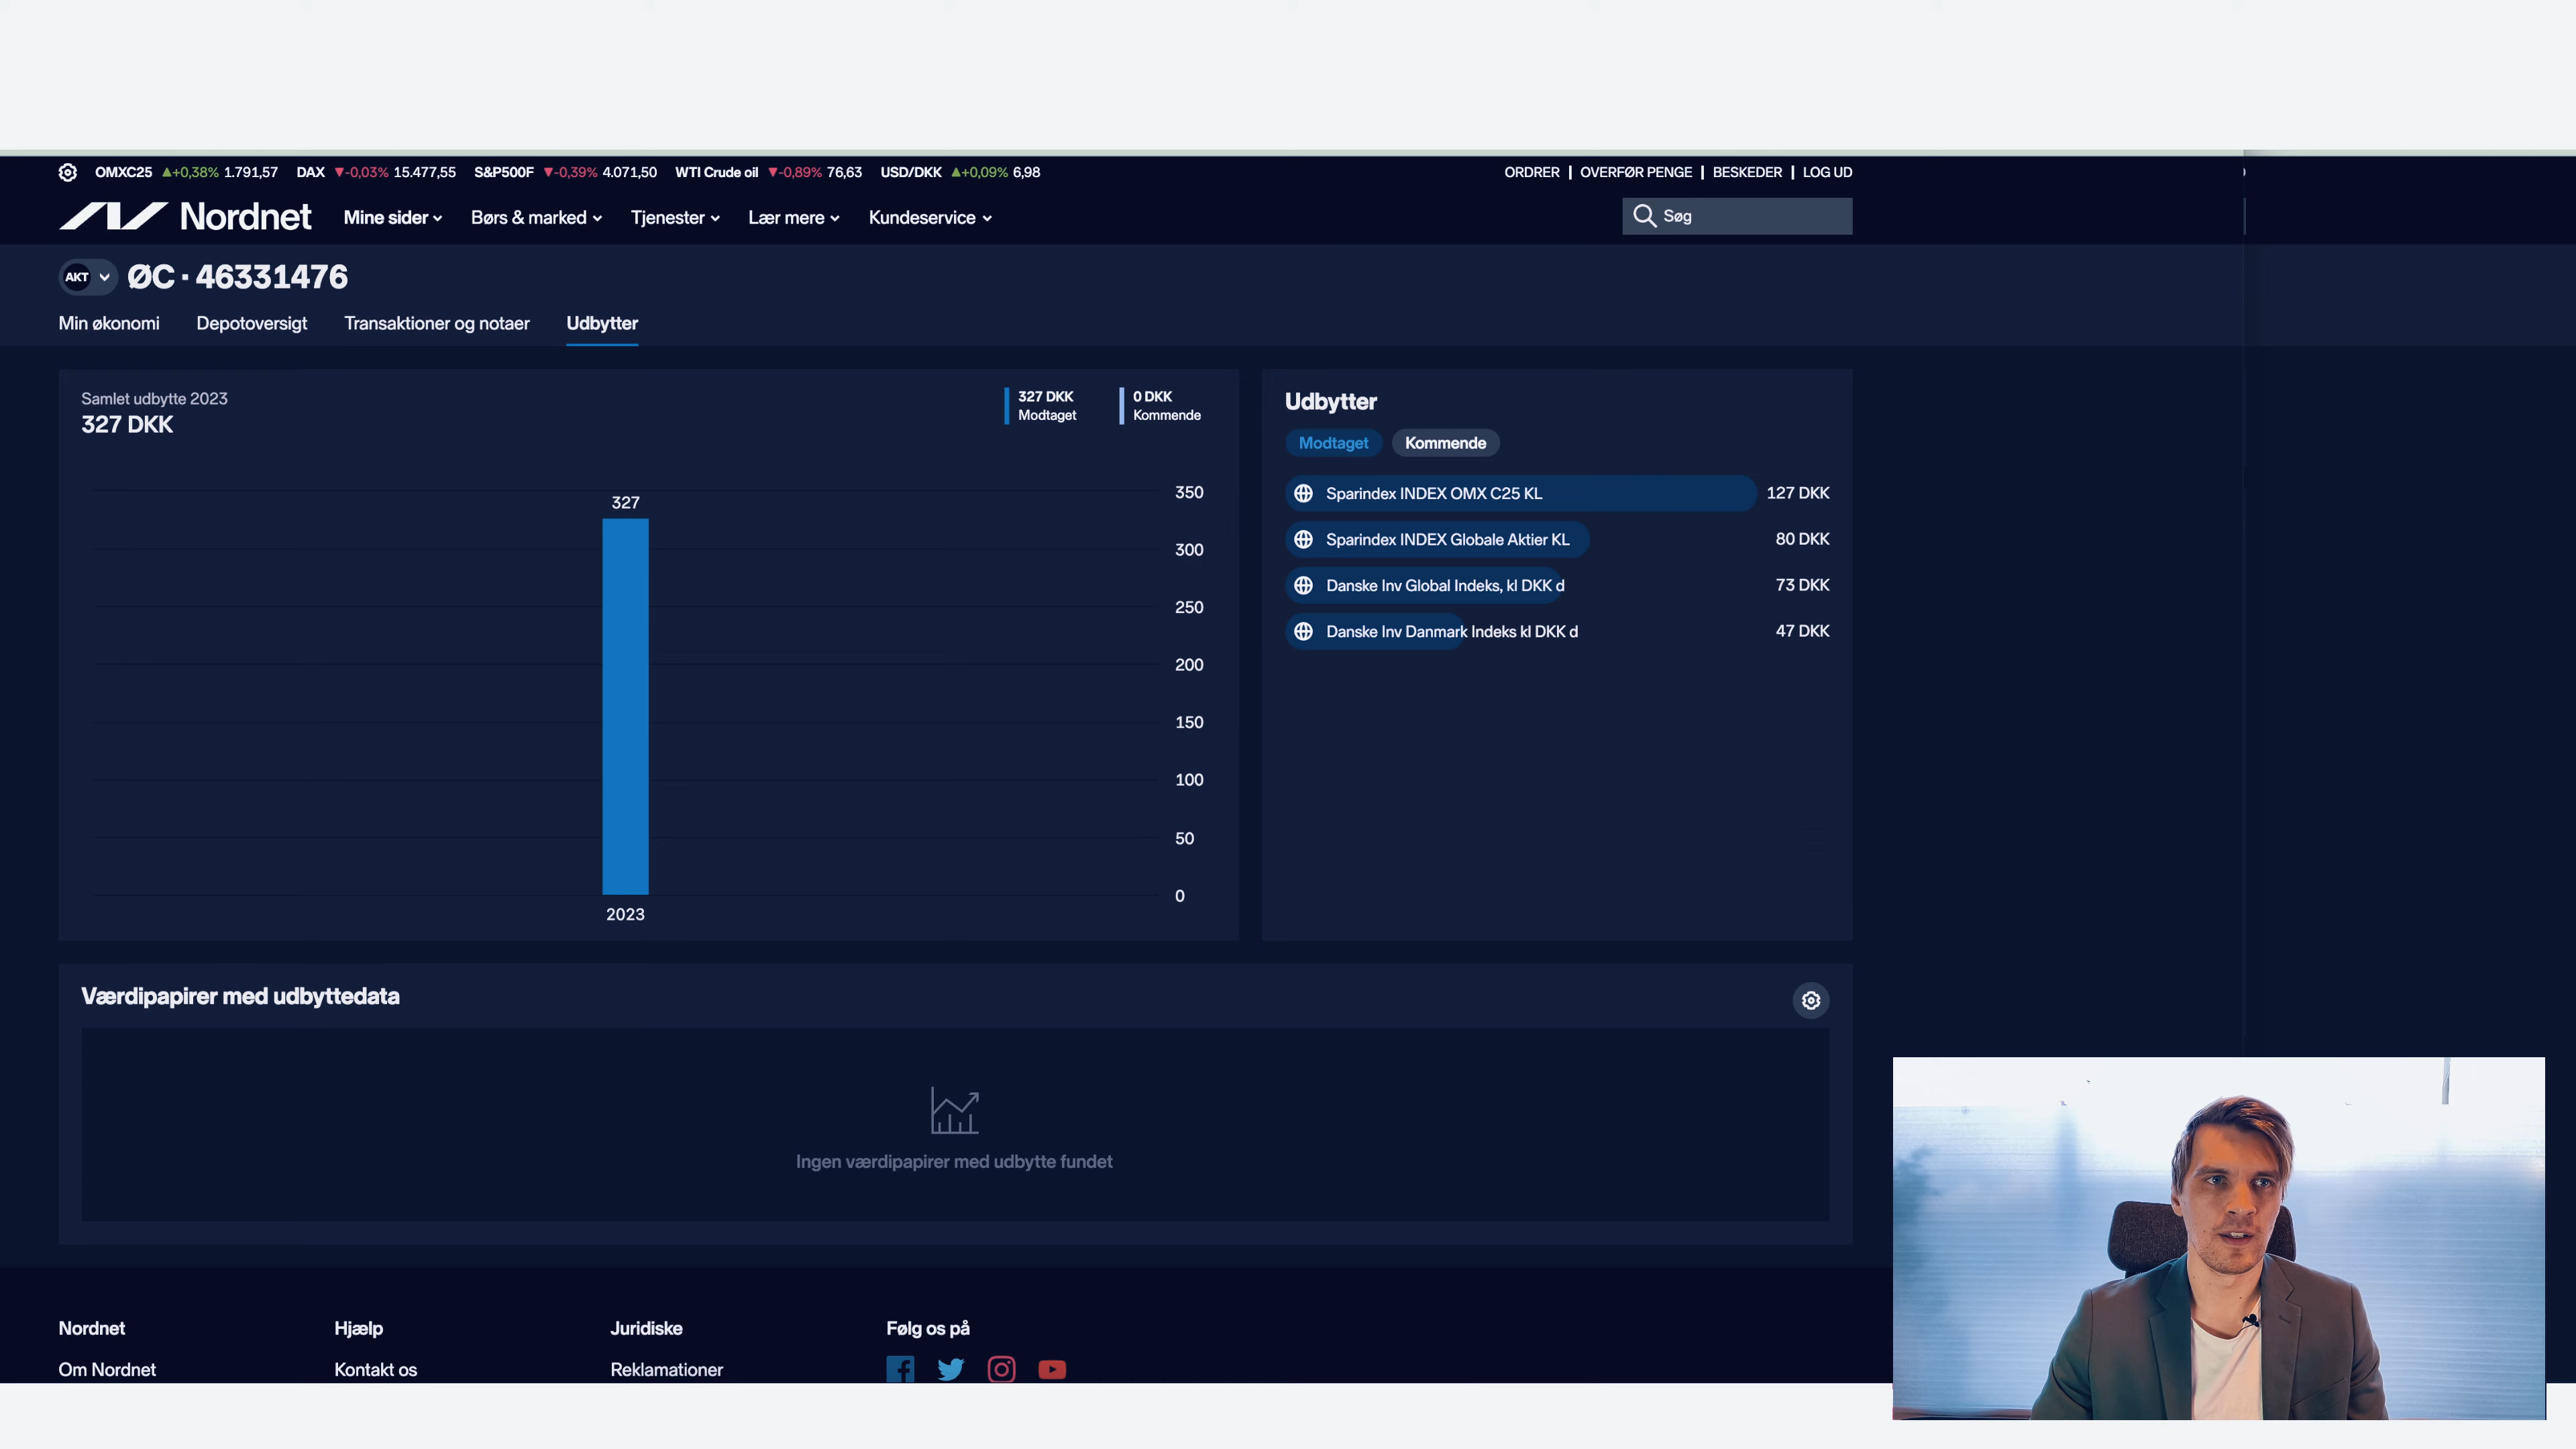 OMXC25 ▲+0,38% 1.791,57 DAX ▼-0,03% 15.477,55 S&P500F ▼-0,39% 4.071,50 WTI Crude oil ▼-0,89% 76,63 USD/DKK ▲+0,09% 6,98
ORDRER | OVERFØR PENGE | BESKEDER | LOG UD
Nordnet Mine sider Børs & marked Tjenester Lær mere Kundeservice
Søg
AKT ØC · 46331476
Min økonomi Depotoversigt Transaktioner og notaer Udbytter
Samlet udbytte 2023
327 DKK
327 DKK
Modtaget
0 DKK
Kommende
350
327
300
250
200
150
100
50
0
2023
Udbytter
Modtaget Kommende
Sparindex INDEX OMX C25 KL 127 DKK
Sparindex INDEX Globale Aktier KL 80 DKK
Danske Inv Global Indeks, kl DKK d 73 DKK
Danske Inv Danmark Indeks kl DKK d 47 DKK
Værdipapirer med udbyttedata
Ingen værdipapirer med udbytte fundet
Nordnet Hjælp Juridiske Følg os på
Om Nordnet Kontakt os Reklamationer